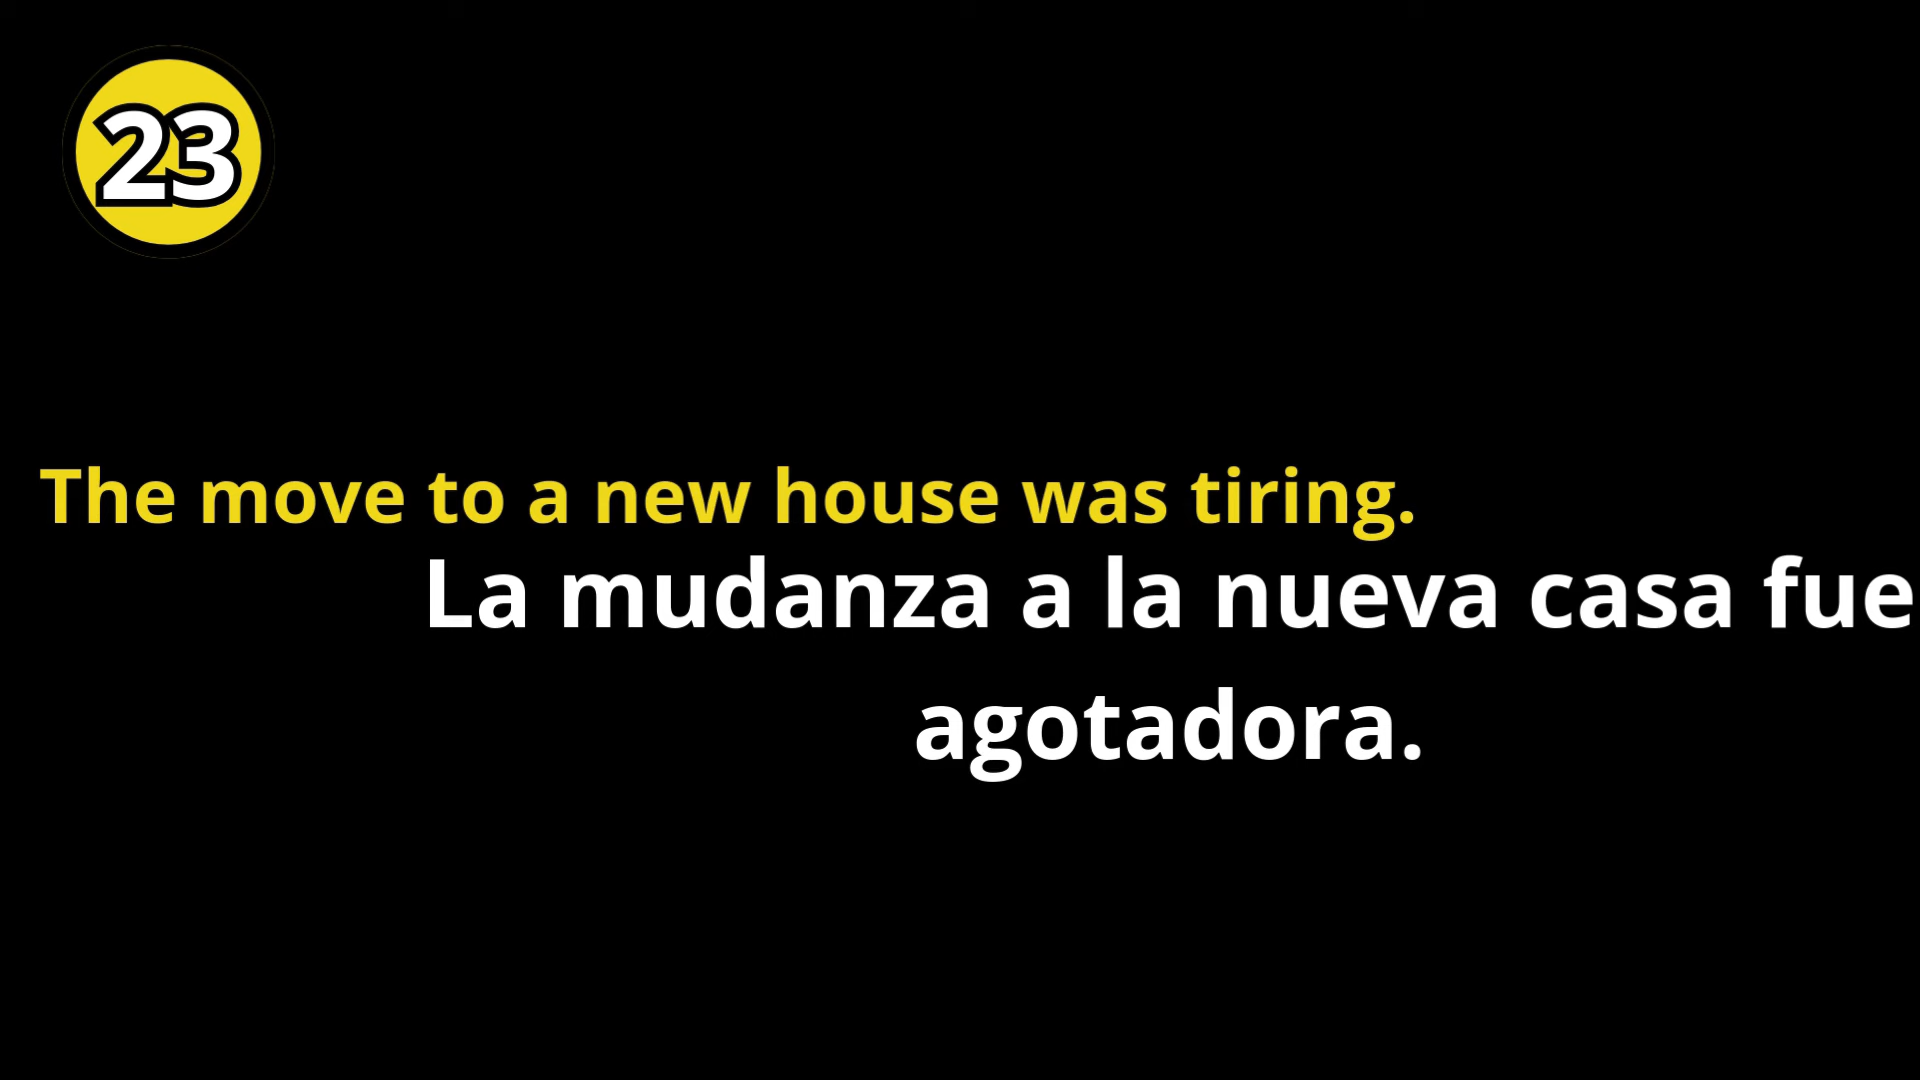 23
The move to a new house was tiring.
La mudanza a la nueva casa fue
agotadora.